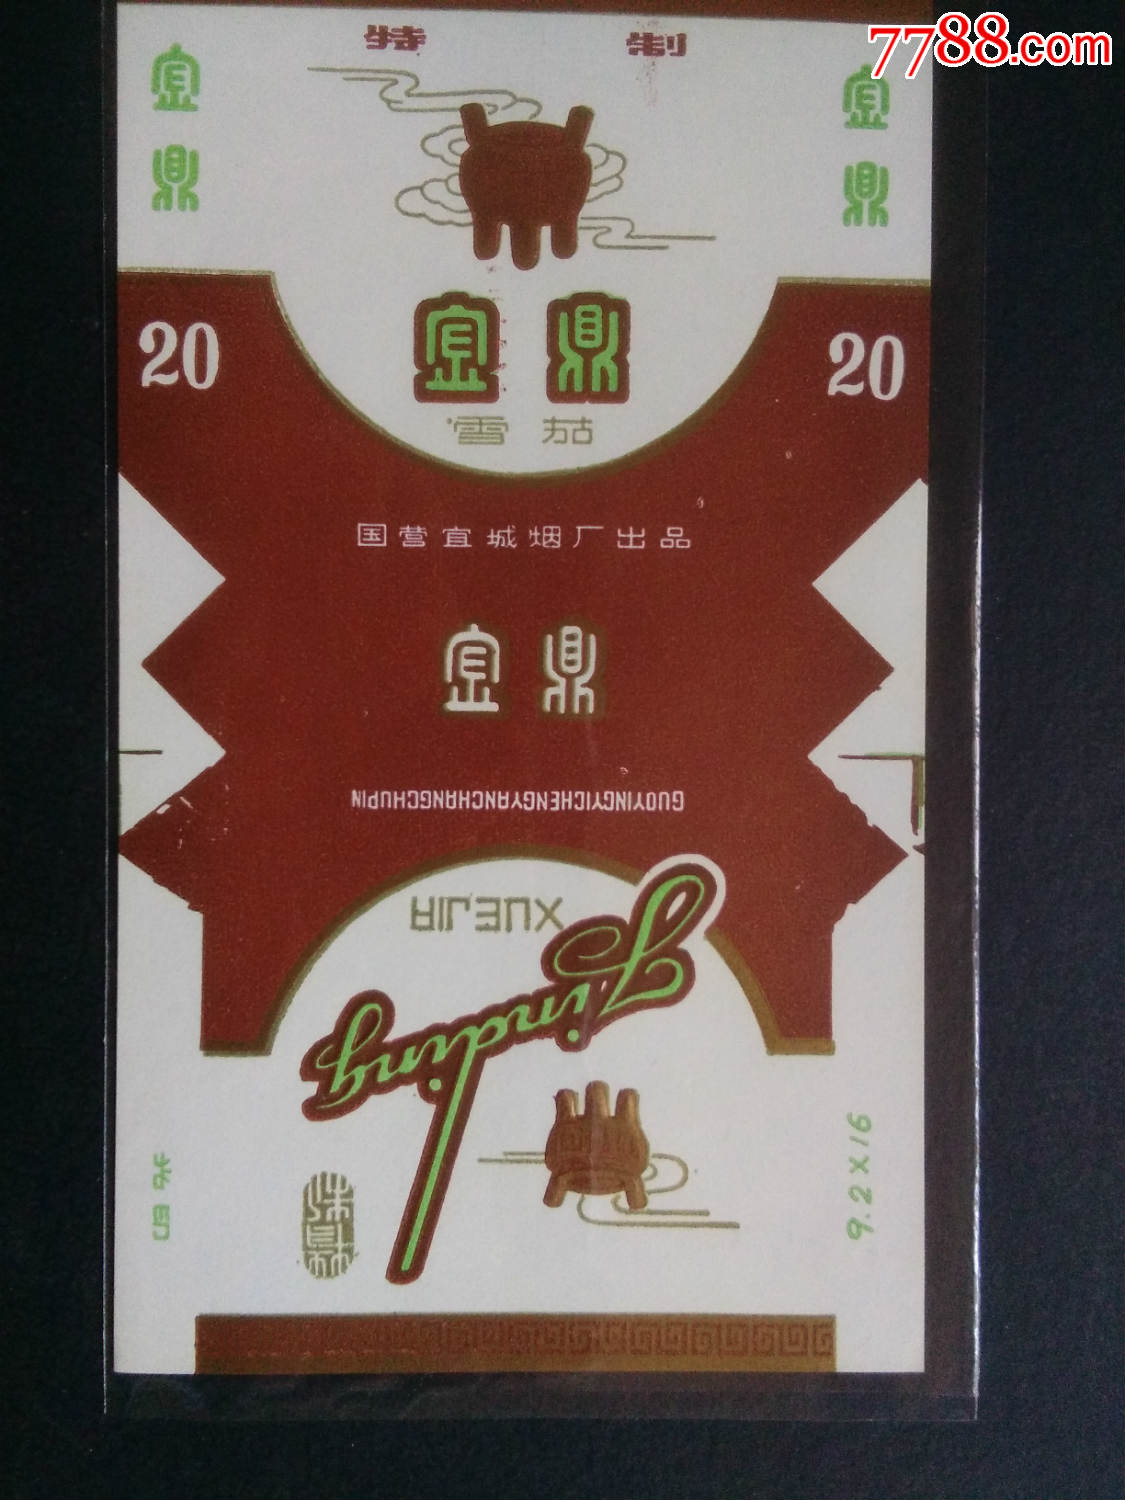 7788.com
特 制
宜鼎
宜鼎
宜 鼎
雪茄
20
20
国营宜城烟厂出品
宜 鼎
GUOYINGYICHENGYANCHANGCHUPIN
XUEJIA
Yinding
9.2×16